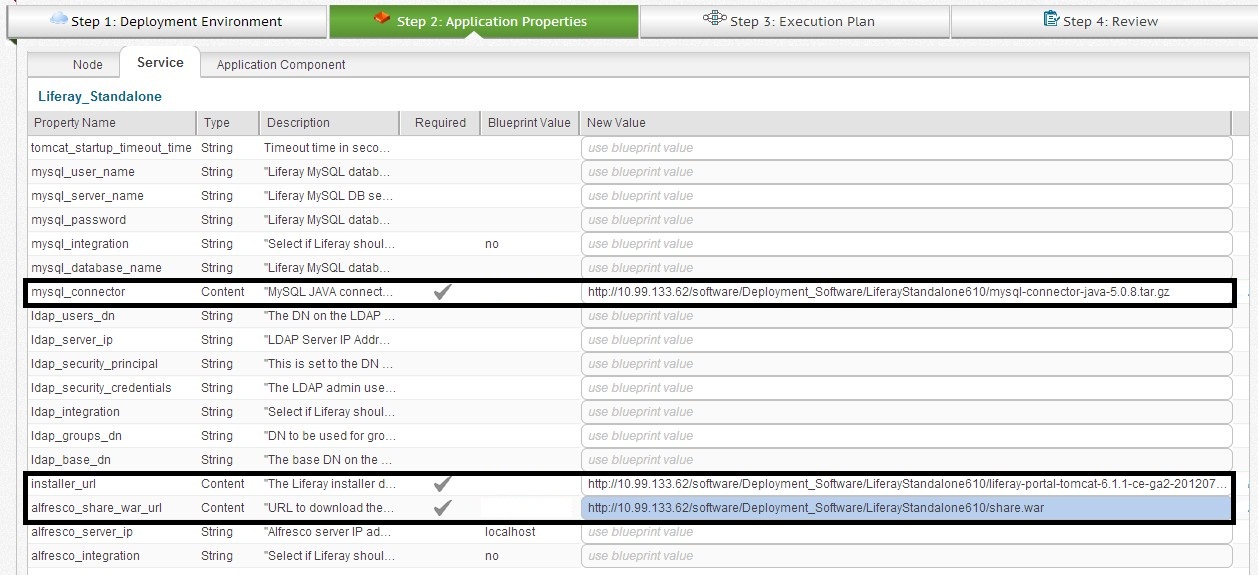 Step 1: Deployment Environment Step 2: Application Properties Step 3: Execution Plan Step 4: Review
Node Service Application Component
Liferay_Standalone
Property Name Type Description Required Blueprint Value New Value
tomcat_startup_timeout_time String Timeout time in seco... use blueprint value
mysql_user_name String "Liferay MySQL datab... use blueprint value
mysql_server_name String "Liferay MySQL DB se... use blueprint value
mysql_password String "Liferay MySQL datab... use blueprint value
mysql_integration String "Select if Liferay shoul... no use blueprint value
mysql_database_name String "Liferay MySQL datab... use blueprint value
mysql_connector Content "MySQL JAVA connect... http://10.99.133.62/software/Deployment_Software/LiferayStandalone610/mysql-connector-java-5.0.8.tar.gz
ldap_users_dn String "The DN on the LDAP ... use blueprint value
ldap_server_ip String "LDAP Server IP Addr... use blueprint value
ldap_security_principal String "This is set to the DN ... use blueprint value
ldap_security_credentials String "The LDAP admin use... use blueprint value
ldap_integration String "Select if Liferay shoul... use blueprint value
ldap_groups_dn String "DN to be used for gro... use blueprint value
ldap_base_dn String "The base DN on the ... use blueprint value
installer_url Content "The Liferay installer d... http://10.99.133.62/software/Deployment_Software/LiferayStandalone610/liferay-portal-tomcat-6.1.1-ce-ga2-201207...
alfresco_share_war_url Content "URL to download the... http://10.99.133.62/software/Deployment_Software/LiferayStandalone610/share.war
alfresco_server_ip String "Alfresco server IP ad... localhost use blueprint value
alfresco_integration String "Select if Liferay shoul... no use blueprint value